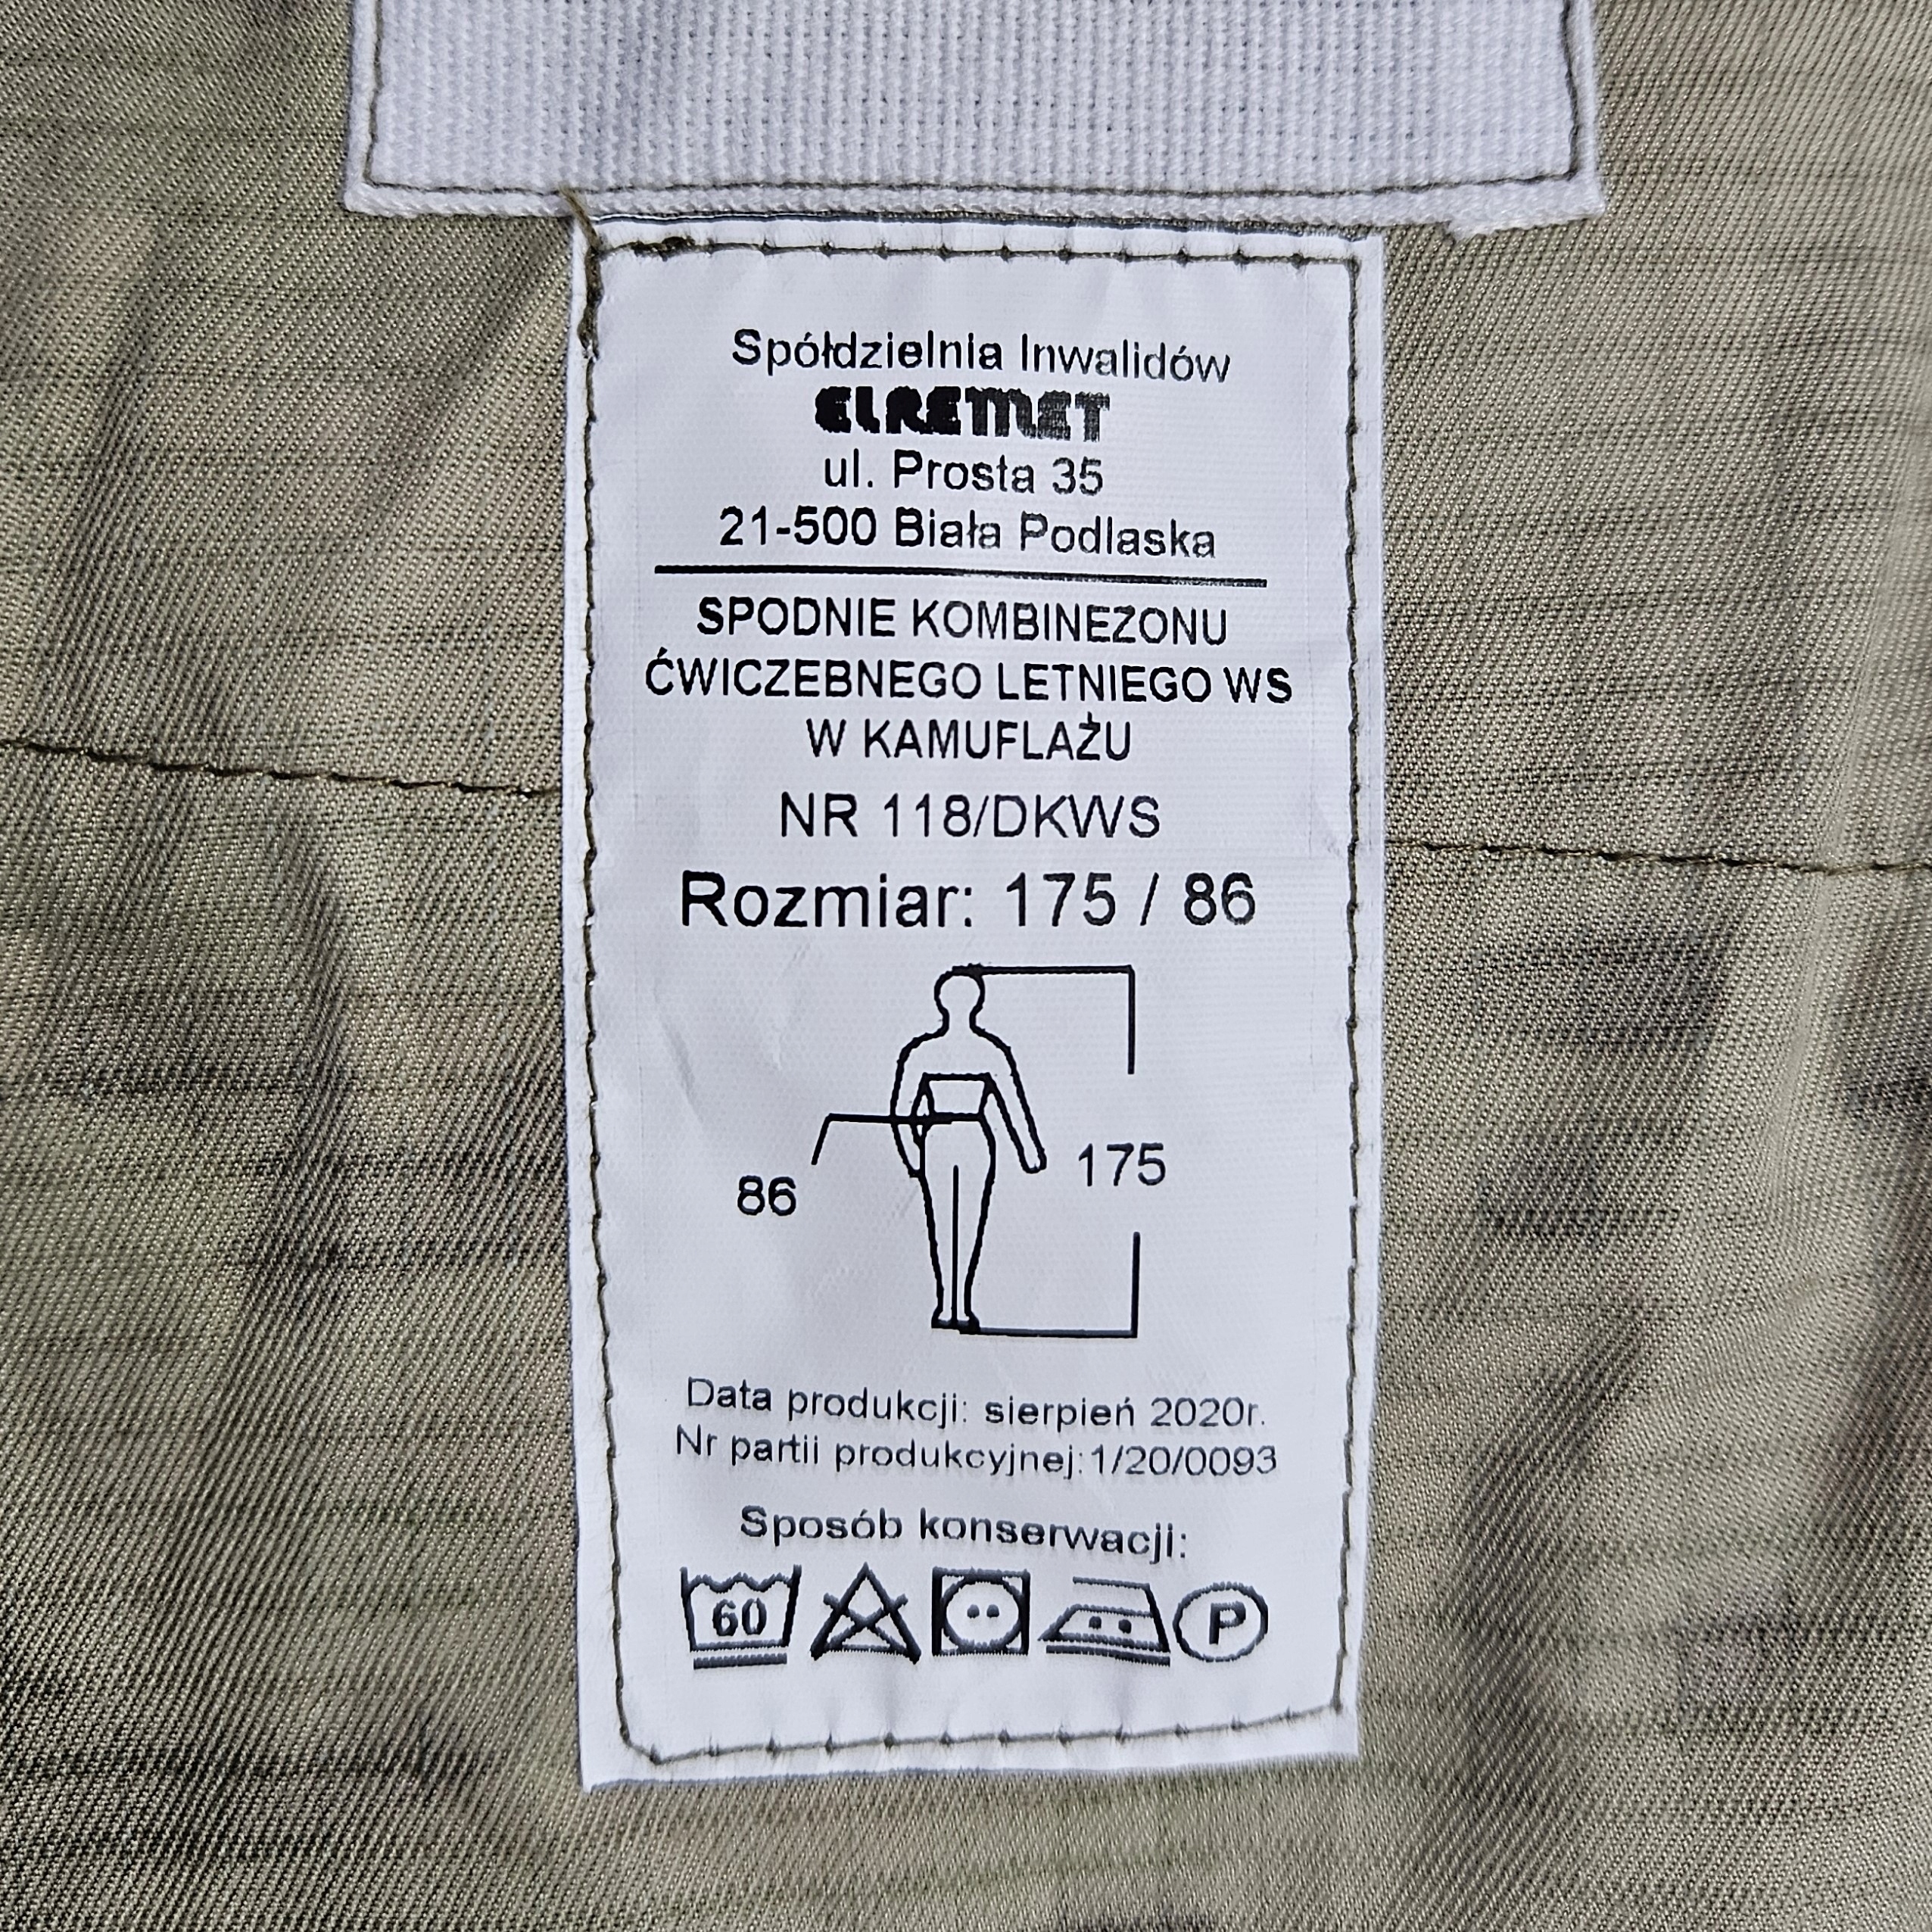 Spółdzielnia Inwalidów
ELREMET
ul. Prosta 35
21-500 Biała Podlaska
SPODNIE KOMBINEZONU
ĆWICZEBNEGO LETNIEGO WS
W KAMUFLAŻU
NR 118/DKWS
Rozmiar: 175 / 86
175
86
Data produkcji: sierpień 2020r.
Nr partii produkcyjnej:1/20/0093
Sposób konserwacji:
60 P